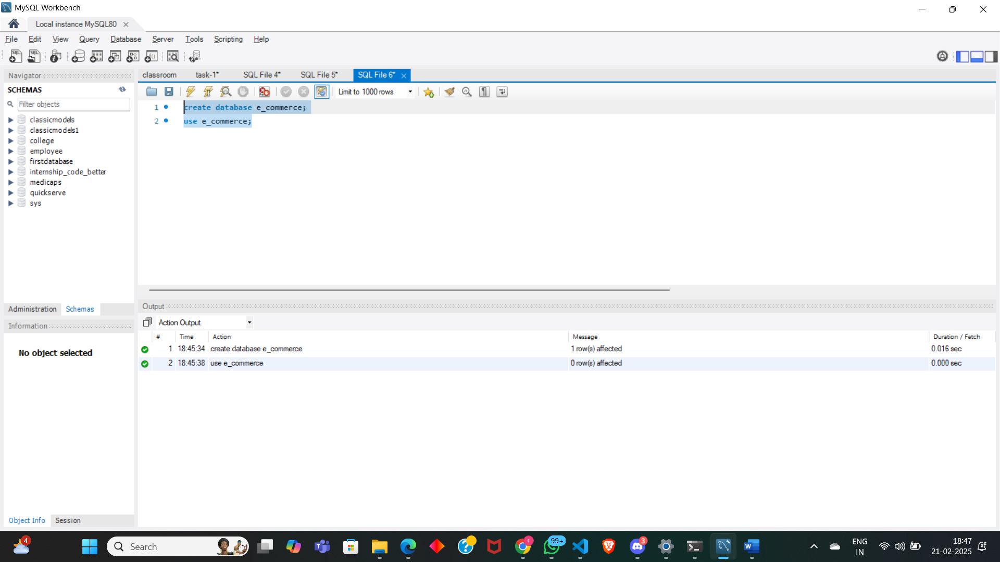 MySQL Workbench
Local instance MySQL80
File Edit View Query Database Server Tools Scripting Help
Navigator
SCHEMAS
Filter objects
classicmodels
classicmodels1
college
employee
firstdatabase
internship_code_better
medicaps
quickserve
sys
Administration Schemas
Information
No object selected
Object Info Session
classroom task-1* SQL File 4* SQL File 5* SQL File 6*
Limit to 1000 rows
1 create database e_commerce;
2 use e_commerce;
Output
Action Output
# Time Action Message Duration / Fetch
1 18:45:34 create database e_commerce 1 row(s) affected 0.016 sec
2 18:45:38 use e_commerce 0 row(s) affected 0.000 sec
4
Search
99+
3
ENG
IN
18:47
21-02-2025